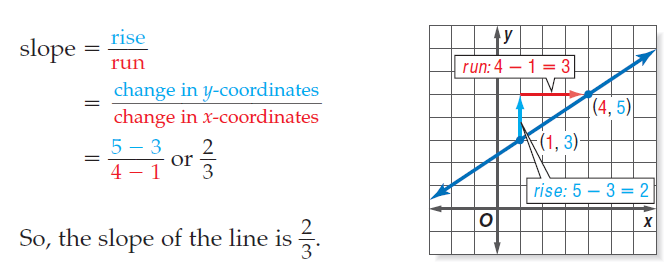 slope = rise / run
= change in y-coordinates / change in x-coordinates
= 5 – 3 / 4 – 1 or 2 / 3
So, the slope of the line is 2/3.
y
run: 4 – 1 = 3
(4, 5)
(1, 3)
rise: 5 – 3 = 2
O
x